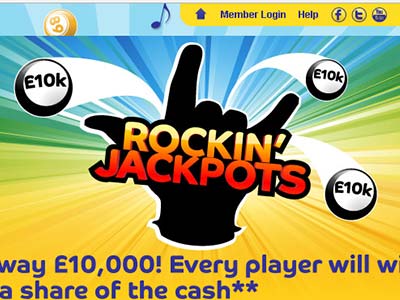 Member Login Help
68
£10k
£10k
ROCKIN'
JACKPOTS
£10k
way £10,000! Every player will wi
a share of the cash**